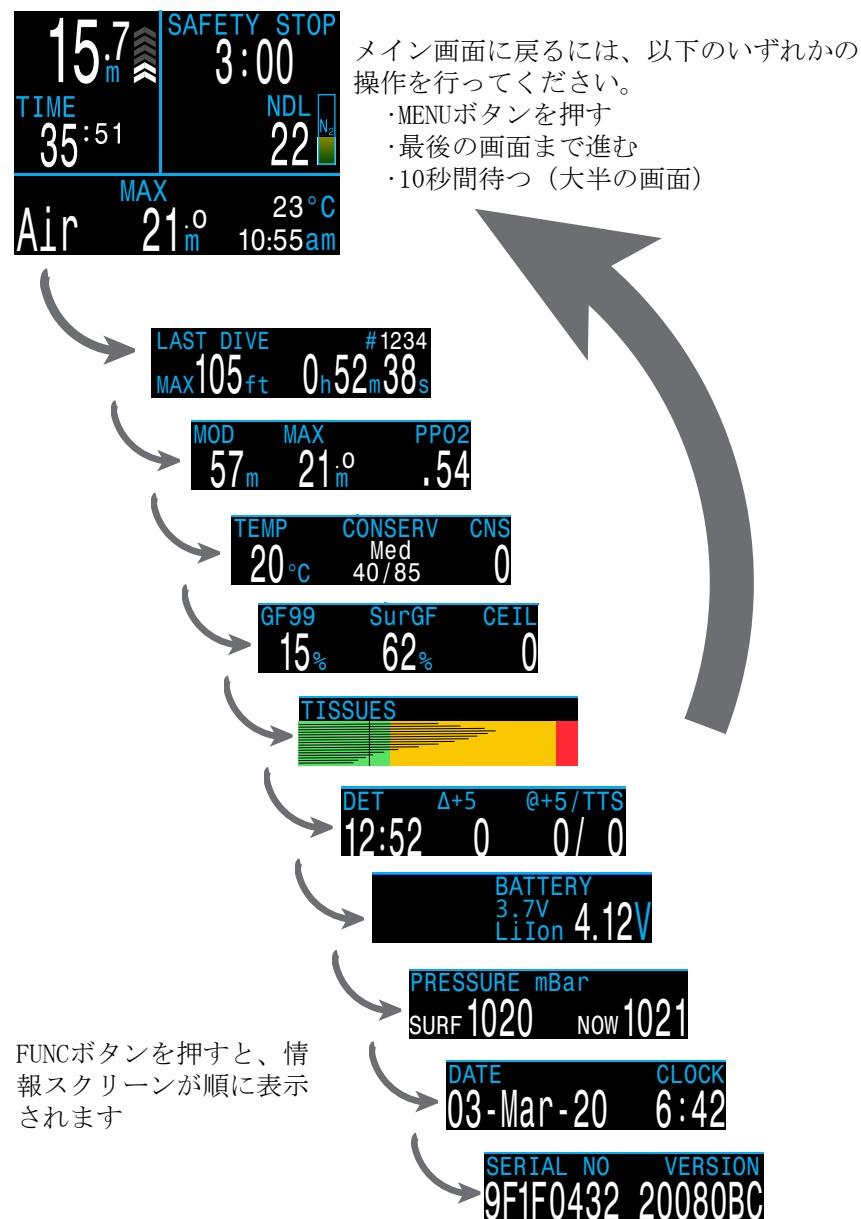 15.7m
SAFETY STOP
3:00
TIME
35:51
NDL
22
N2
MAX
Air 21.0m
23°C
10:55am
メイン画面に戻るには、以下のいずれかの
操作を行ってください。
·MENUボタンを押す
·最後の画面まで進む
·10秒間待つ（大半の画面）
LAST DIVE #1234
MAX105ft 0h52m38s
MOD MAX PPO2
57m 21.0m .54
TEMP CONSERV CNS
20°C Med 0
40/85
GF99 SurGF CEIL
15% 62% 0
TISSUES
DET Δ+5 @+5/TTS
12:52 0 0/ 0
BATTERY
3.7V
LiIon 4.12V
PRESSURE mBar
SURF 1020 NOW 1021
FUNCボタンを押すと、情
報スクリーンが順に表示
されます
DATE CLOCK
03-Mar-20 6:42
SERIAL NO VERSION
9F1F0432 20080BC